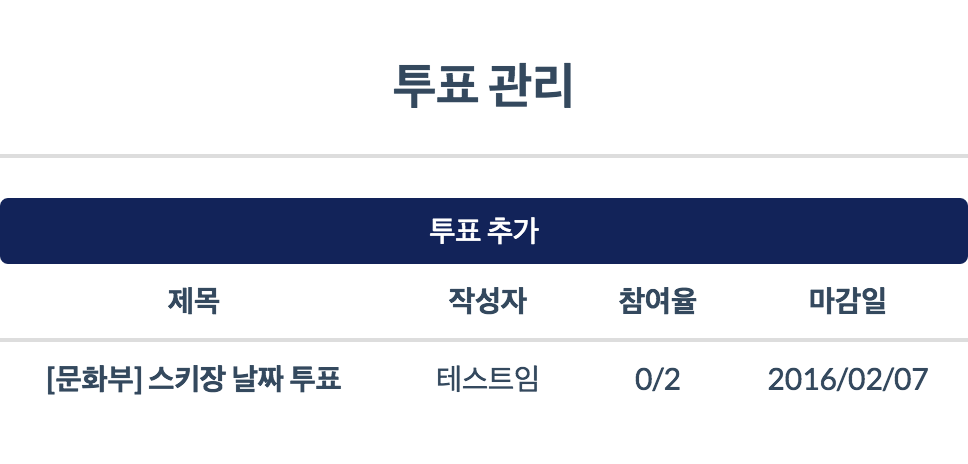 투표 관리
투표 추가
제목 작성자 참여율 마감일
[문화부] 스키장 날짜 투표 테스트임 0/2 2016/02/07